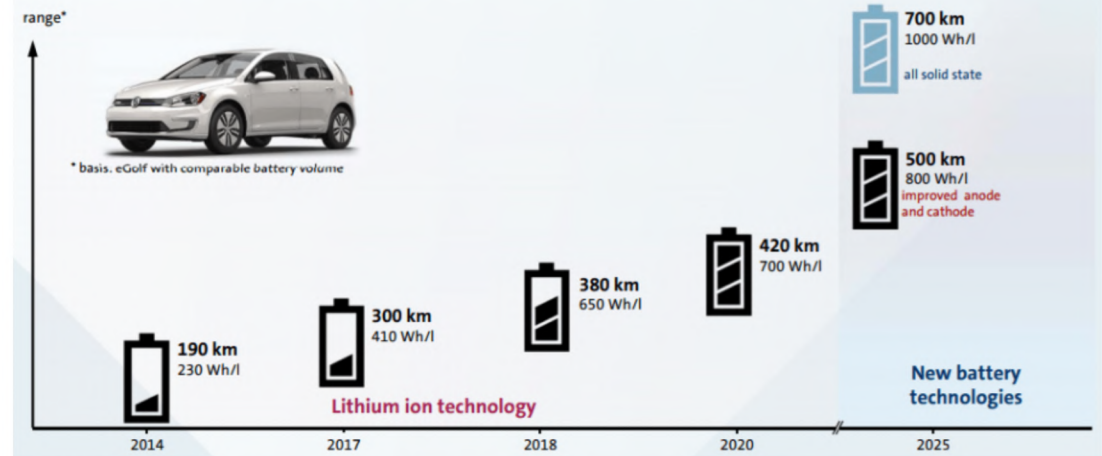 range*
700 km
1000 Wh/l
all solid state
* basis. eGolf with comparable battery volume
500 km
800 Wh/l
improved anode
and cathode
420 km
700 Wh/l
380 km
650 Wh/l
300 km
410 Wh/l
190 km
230 Wh/l
Lithium ion technology
New battery
technologies
2014
2017
2018
2020
2025